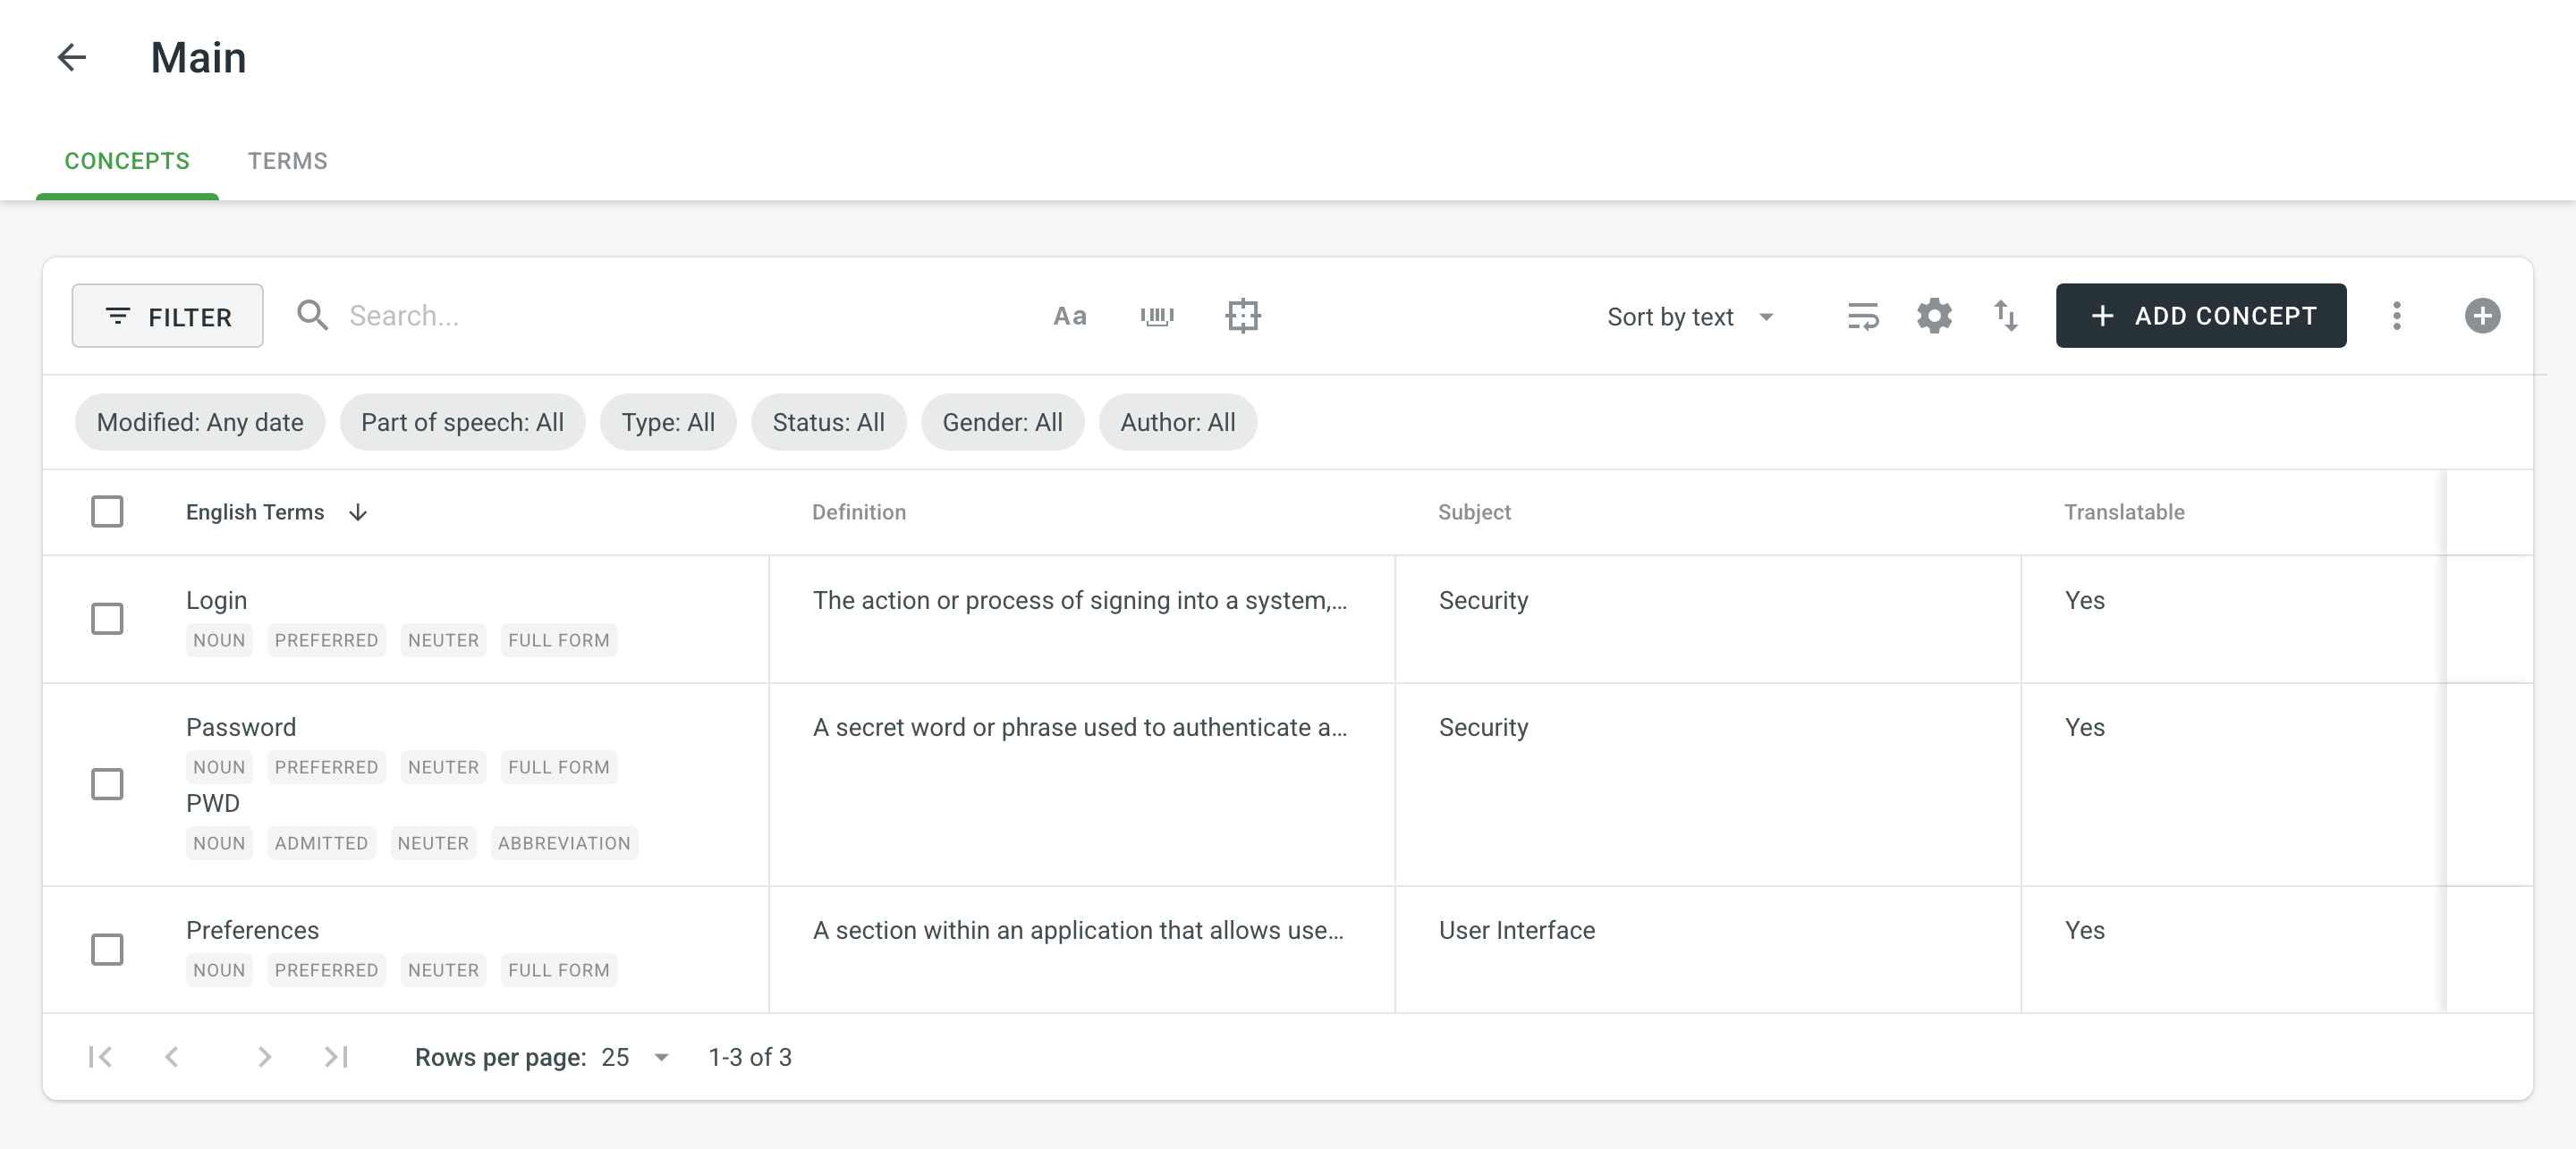 Main
CONCEPTS TERMS
FILTER Search... Aa Sort by text ADD CONCEPT
Modified: Any date Part of speech: All Type: All Status: All Gender: All Author: All
English Terms Definition Subject Translatable
Login The action or process of signing into a system,... Security Yes
NOUN PREFERRED NEUTER FULL FORM
Password A secret word or phrase used to authenticate a... Security Yes
NOUN PREFERRED NEUTER FULL FORM
PWD
NOUN ADMITTED NEUTER ABBREVIATION
Preferences A section within an application that allows use... User Interface Yes
NOUN PREFERRED NEUTER FULL FORM
Rows per page: 25 1-3 of 3